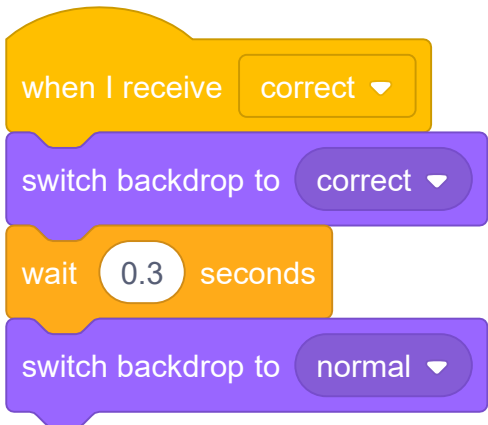 when I receive correct
switch backdrop to correct
wait 0.3 seconds
switch backdrop to normal